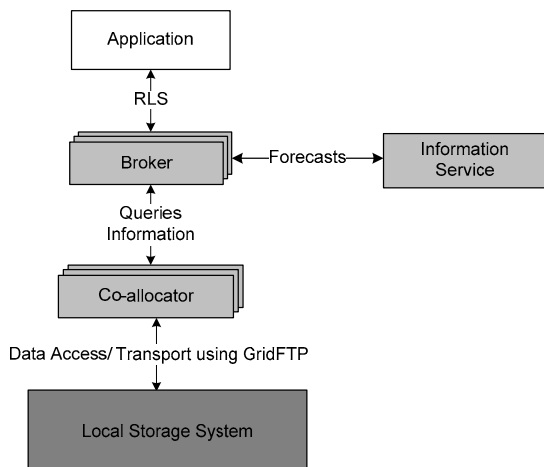 Application
RLS
Broker
Forecasts
Information
Service
Queries
Information
Co-allocator
Data Access/ Transport using GridFTP
Local Storage System